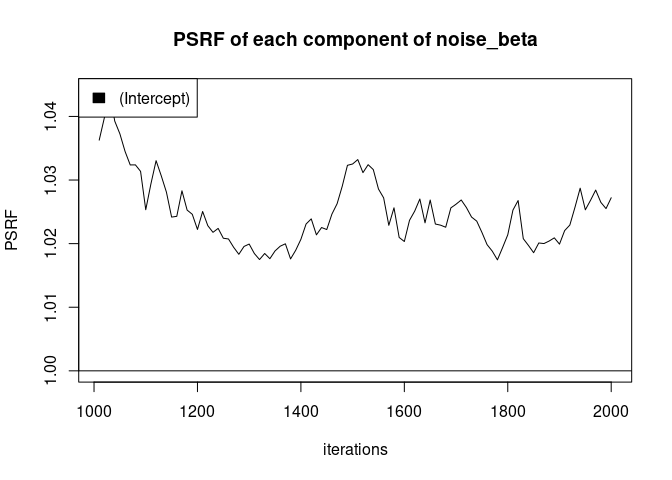 PSRF of each component of noise_beta
(Intercept)
1.04
1.03
1.02
1.01
1.00
PSRF
1000 1200 1400 1600 1800 2000
iterations